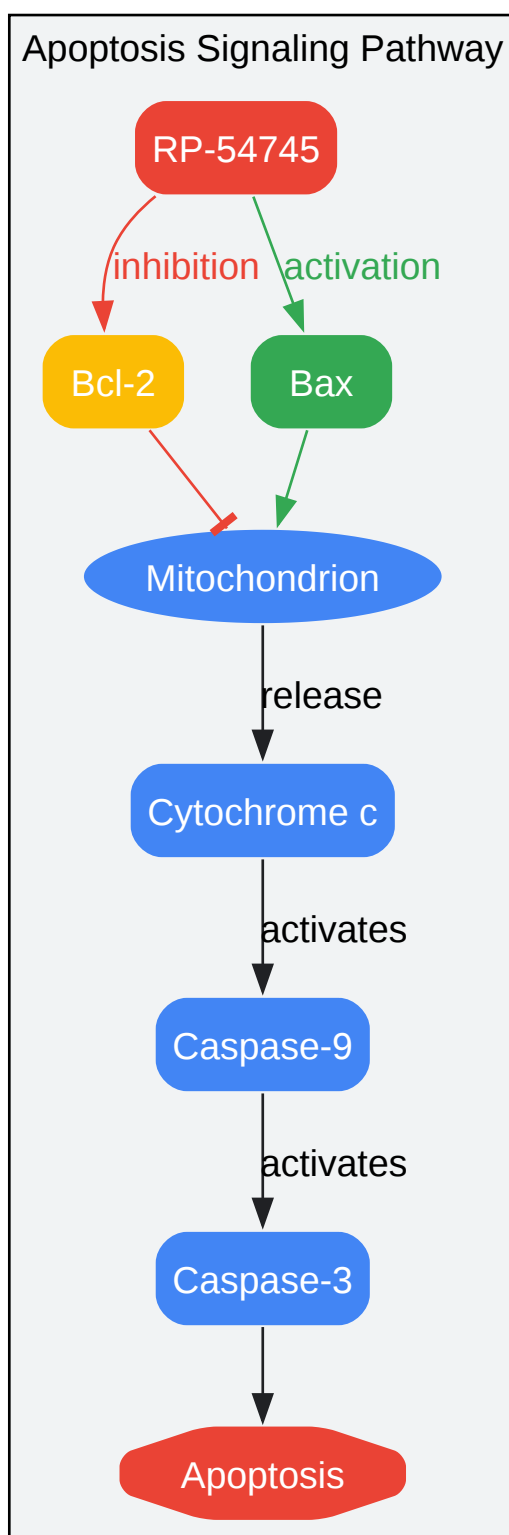 Apoptosis Signaling Pathway
RP-54745
inhibition
activation
Bcl-2
Bax
Mitochondrion
release
Cytochrome c
activates
Caspase-9
activates
Caspase-3
Apoptosis